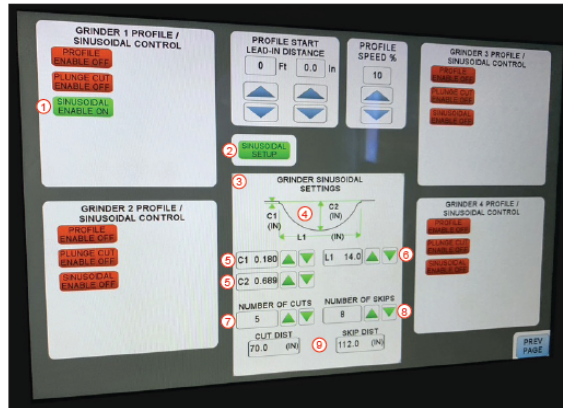 GRINDER 1 PROFILE /
SINUSOIDAL CONTROL
PROFILE
ENABLE OFF
PLUNGE CUT
ENABLE OFF
1
SINUSOIDAL
ENABLE ON
PROFILE START
LEAD-IN DISTANCE
0 Ft 0.0 In
PROFILE
SPEED %
10
GRINDER 3 PROFILE /
SINUSOIDAL CONTROL
PROFILE
ENABLE OFF
PLUNGE CUT
ENABLE OFF
SINUSOIDAL
ENABLE OFF
2
SINUSOIDAL
SETUP
GRINDER 2 PROFILE /
SINUSOIDAL CONTROL
PROFILE
ENABLE OFF
PLUNGE CUT
ENABLE OFF
SINUSOIDAL
ENABLE OFF
3
GRINDER SINUSOIDAL
SETTINGS
4
C1
(IN)
C2
(IN)
L1 (IN)
5 C1 0.180
L1 14.0 6
5 C2 0.689
NUMBER OF CUTS
7 5
NUMBER OF SKIPS
8 8
CUT DIST
70.0 (IN)
9
SKIP DIST
112.0 (IN)
GRINDER 4 PROFILE /
SINUSOIDAL CONTROL
PROFILE
ENABLE OFF
PLUNGE CUT
ENABLE OFF
SINUSOIDAL
ENABLE OFF
PREV
PAGE